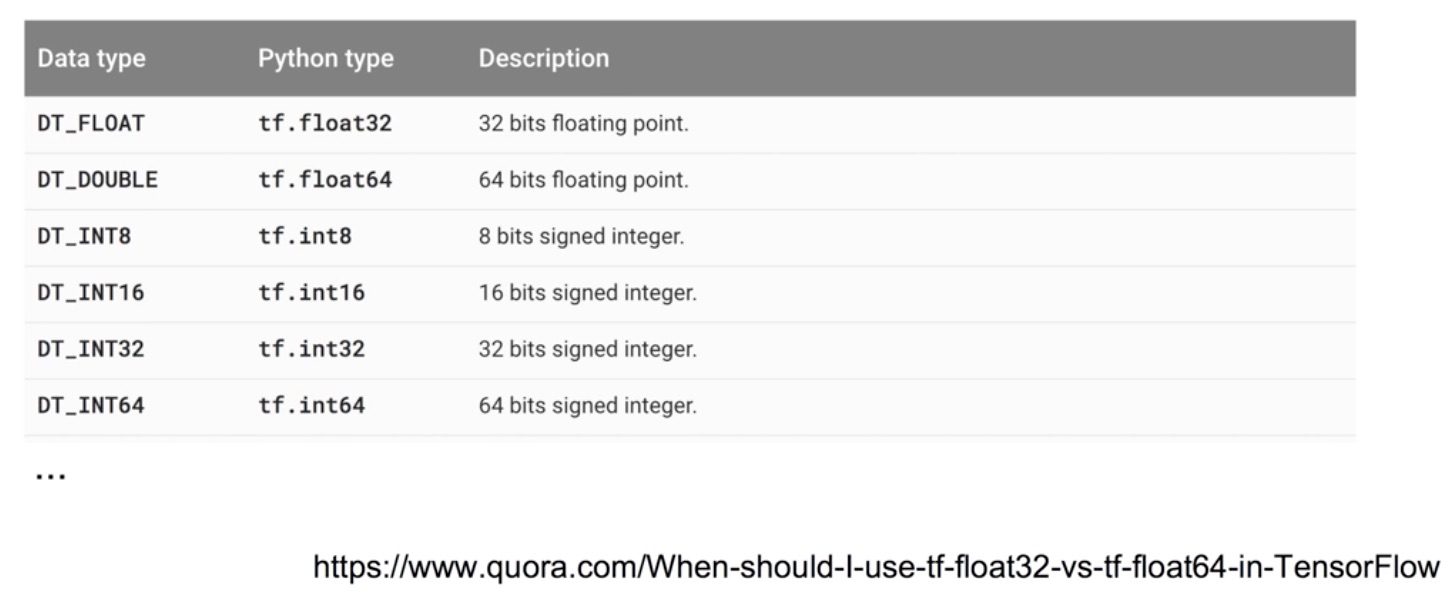 Data type Python type Description
DT_FLOAT tf.float32 32 bits floating point.
DT_DOUBLE tf.float64 64 bits floating point.
DT_INT8 tf.int8 8 bits signed integer.
DT_INT16 tf.int16 16 bits signed integer.
DT_INT32 tf.int32 32 bits signed integer.
DT_INT64 tf.int64 64 bits signed integer.
...
https://www.quora.com/When-should-I-use-tf-float32-vs-tf-float64-in-TensorFlow